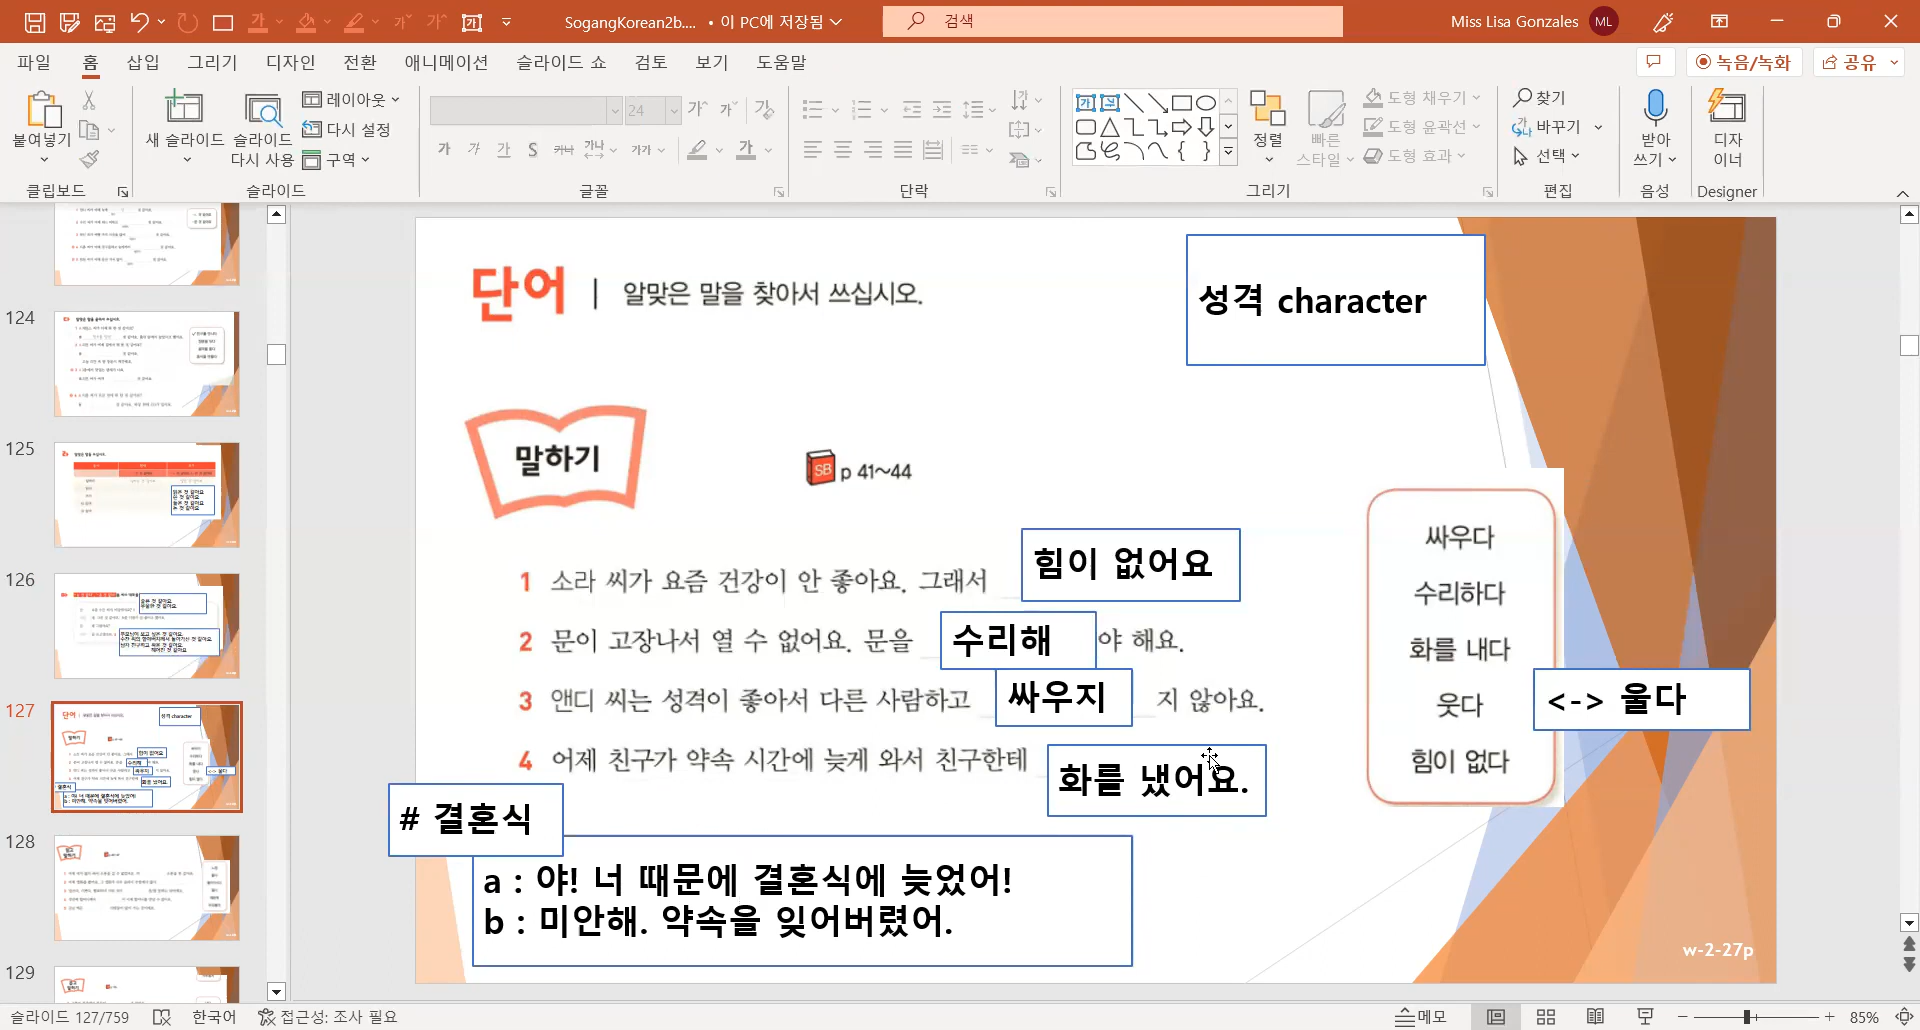 SogangKorean2b.... • 이 PC에 저장됨
검색
Miss Lisa Gonzales
ML
파일 홈 삽입 그리기 디자인 전환 애니메이션 슬라이드 쇼 검토 보기 도움말
녹음/녹화
공유
붙여넣기
새 슬라이드
슬라이드 다시 사용
레이아웃
다시 설정
구역
24
정렬
빠른 스타일
도형 채우기
도형 윤곽선
도형 효과
찾기
바꾸기
선택
받아쓰기
디자이너
클립보드
슬라이드
글꼴
단락
그리기
편집
음성
Designer
124
125
126
127
128
129
단어 | 알맞은 말을 찾아서 쓰십시오.
성격 character
말하기
SB p 41~44
1 소라 씨가 요즘 건강이 안 좋아요. 그래서 힘이 없어요
2 문이 고장나서 열 수 없어요. 문을 수리해 야 해요.
3 앤디 씨는 성격이 좋아서 다른 사람하고 싸우지 지 않아요.
4 어제 친구가 약속 시간에 늦게 와서 친구한테 화를 냈어요.
싸우다
수리하다
화를 내다
웃다
<-> 울다
힘이 없다
# 결혼식
a : 야! 너 때문에 결혼식에 늦었어!
b : 미안해. 약속을 잊어버렸어.
w-2-27p
슬라이드 127/759
한국어
접근성: 조사 필요
메모
85%